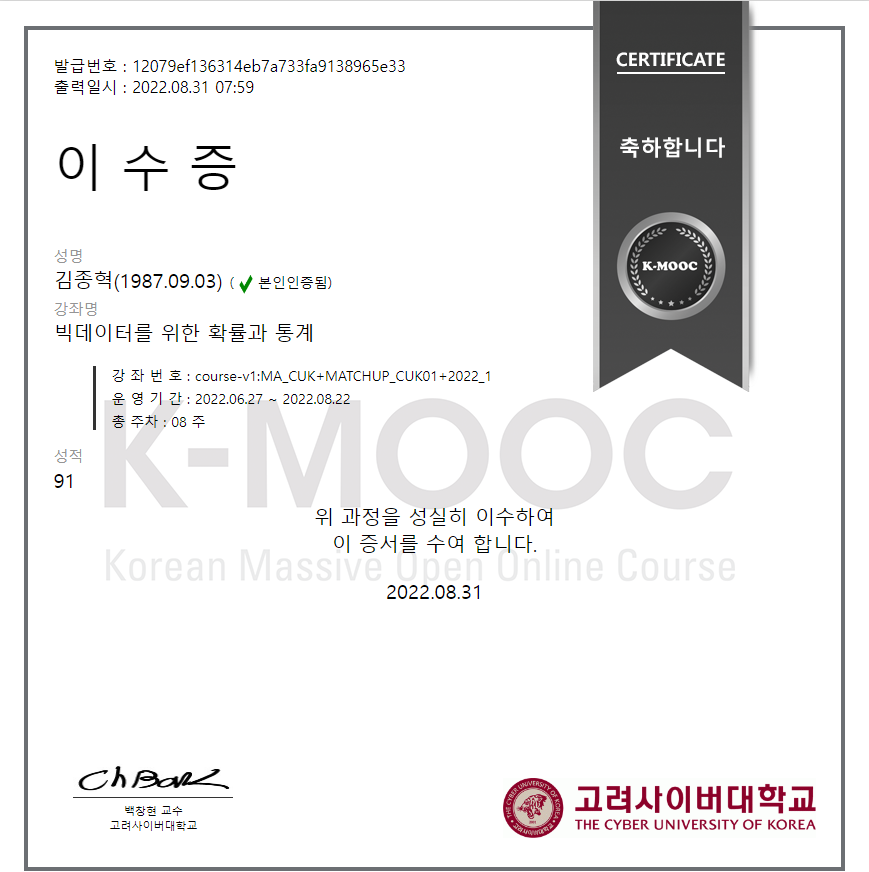 발급번호 : 12079ef136314eb7a733fa9138965e33
출력일시 : 2022.08.31 07:59
CERTIFICATE
축하합니다
K-MOOC
이 수 증
성명
김종혁(1987.09.03) ( ✔ 본인인증됨)
강좌명
빅데이터를 위한 확률과 통계
강 좌 번 호 : course-v1:MA_CUK+MATCHUP_CUK01+2022_1
운 영 기 간 : 2022.06.27 ~ 2022.08.22
총 주차 : 08 주
성적
91
K-MOOC
Korean Massive Open Online Course
위 과정을 성실히 이수하여
이 증서를 수여 합니다.
2022.08.31
백창현 교수
고려사이버대학교
THE CYBER UNIVERSITY OF KOREA
고려사이버대학교
THE CYBER UNIVERSITY OF KOREA